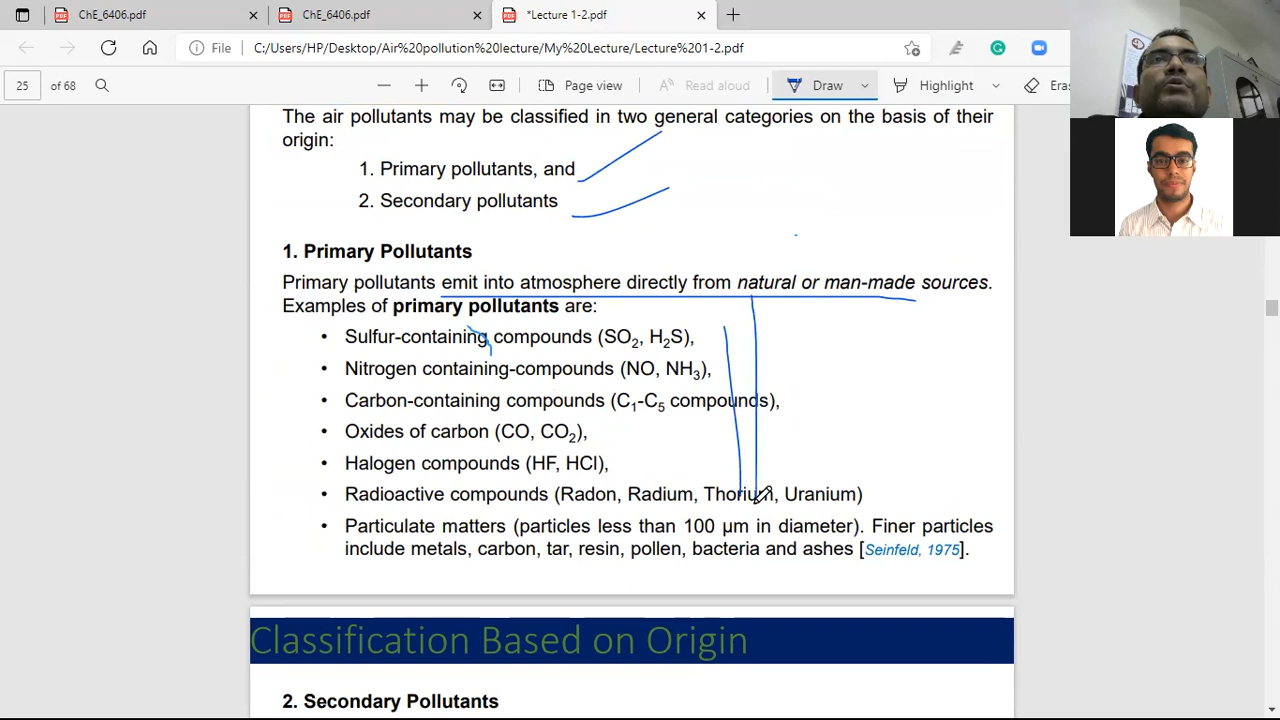 ChE_6406.pdf
ChE_6406.pdf
*Lecture 1-2.pdf
File
C:/Users/HP/Desktop/Air%20pollution%20lecture/My%20Lecture/Lecture%201-2.pdf
25 of 68
Page view
Read aloud
Draw
Highlight
Eras
The air pollutants may be classified in two general categories on the basis of their
origin:
1. Primary pollutants, and
2. Secondary pollutants
1. Primary Pollutants
Primary pollutants emit into atmosphere directly from natural or man-made sources.
Examples of primary pollutants are:
• Sulfur-containing compounds (SO₂, H₂S),
• Nitrogen containing-compounds (NO, NH₃),
• Carbon-containing compounds (C₁-C₅ compounds),
• Oxides of carbon (CO, CO₂),
• Halogen compounds (HF, HCl),
• Radioactive compounds (Radon, Radium, Thorium, Uranium)
• Particulate matters (particles less than 100 µm in diameter). Finer particles
include metals, carbon, tar, resin, pollen, bacteria and ashes [Seinfeld, 1975].
Classification Based on Origin
2. Secondary Pollutants